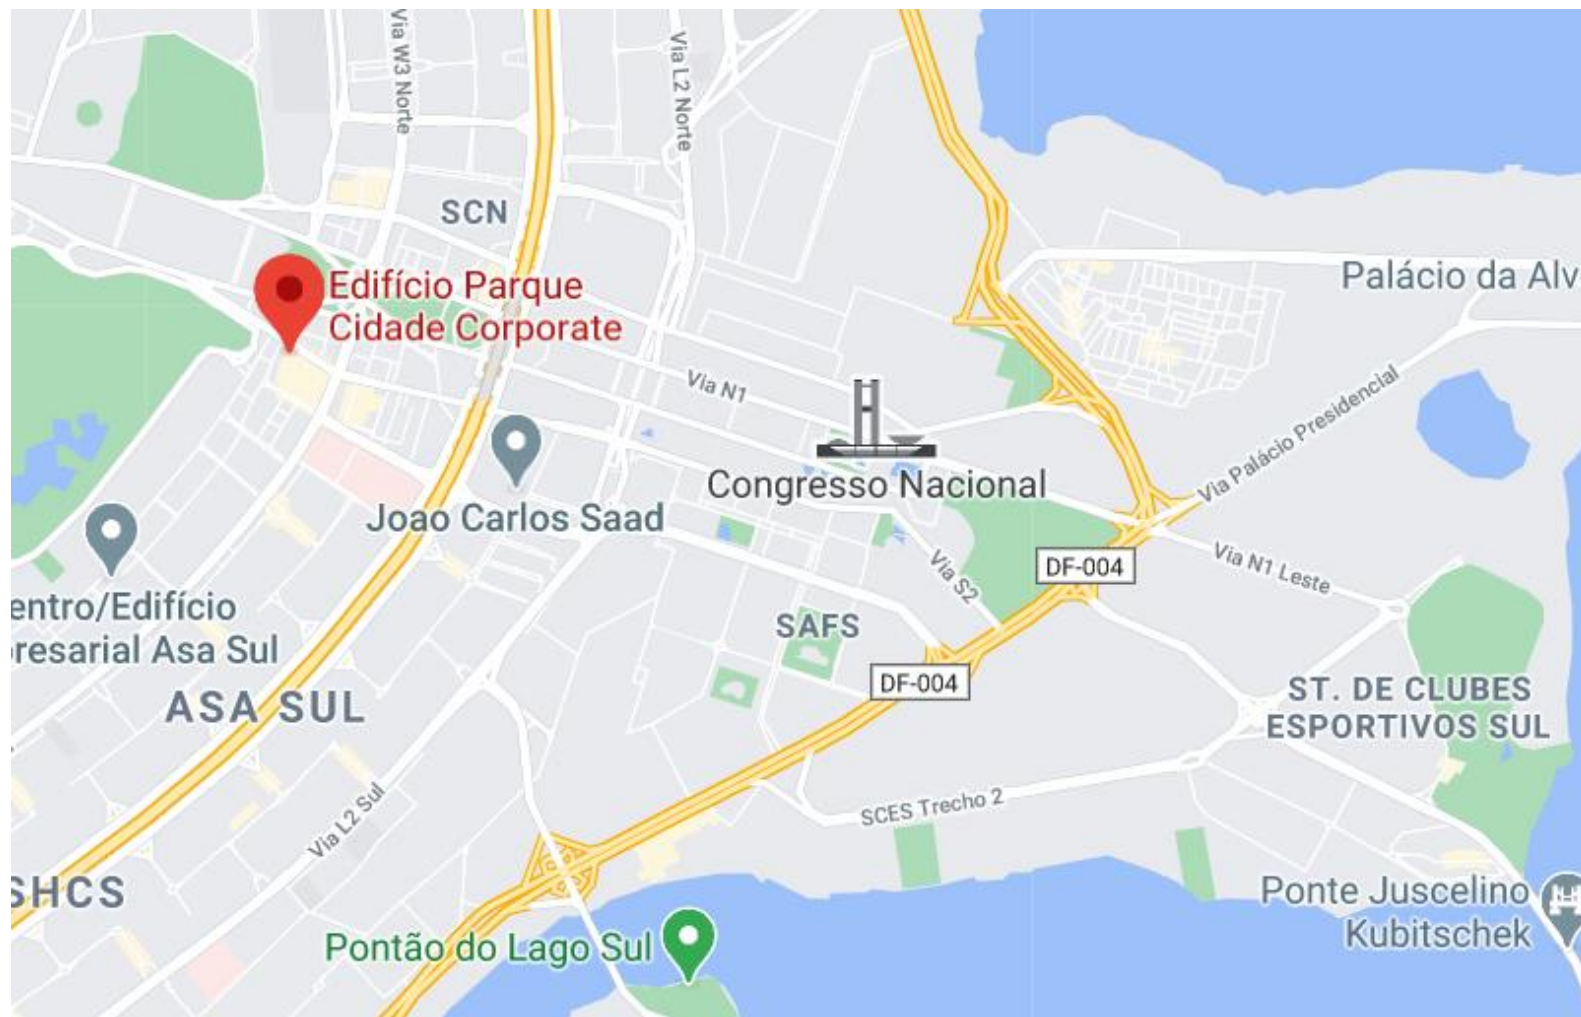 Via W3 Norte
Via L2 Norte
SCN
Edifício Parque
Cidade Corporate
Palácio da Alv
Via N1
Via Palácio Presidencial
Congresso Nacional
Joao Carlos Saad
DF-004
Via N1 Leste
Via S2
entro/Edifício
resarial Asa Sul
SAFS
DF-004
ASA SUL
ST. DE CLUBES
ESPORTIVOS SUL
Via L2 Sul
SCES Trecho 2
SHCS
Ponte Juscelino
Kubitschek
Pontão do Lago Sul